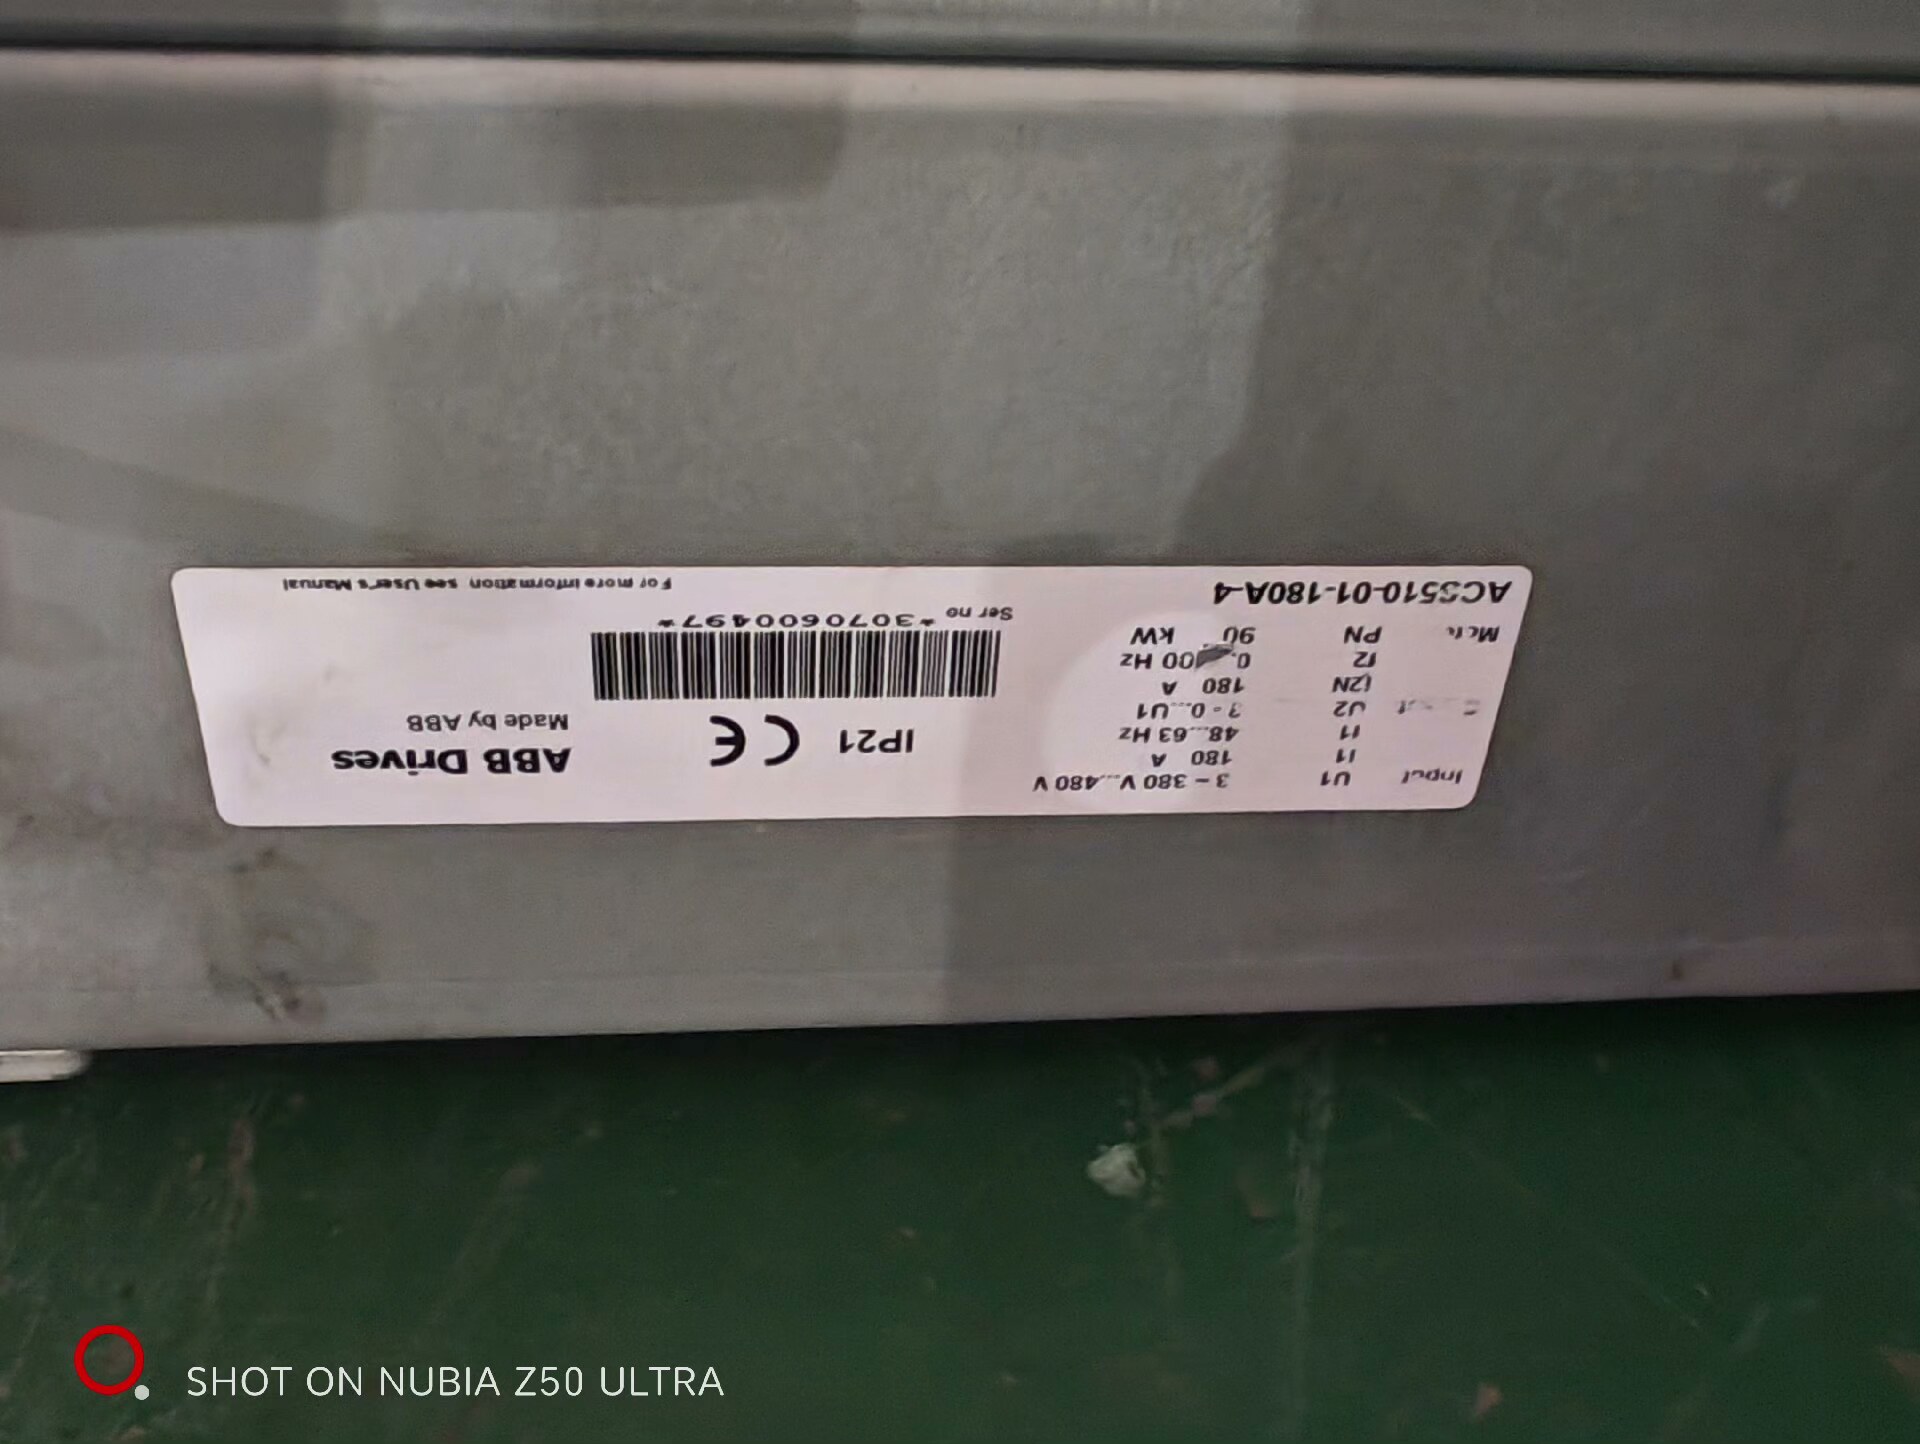 Input U1 3~ 380 V...480 V
I1 180 A
f1 48...63 Hz
U2 3~ 0...U1
I2N 180 A
f2 Hz
PN 90 kW
ACS510-01-180A-4
IP21 CE
Ser no *3070600497*
ABB Drives
Made by ABB
For more information see User's Manual
SHOT ON NUBIA Z50 ULTRA